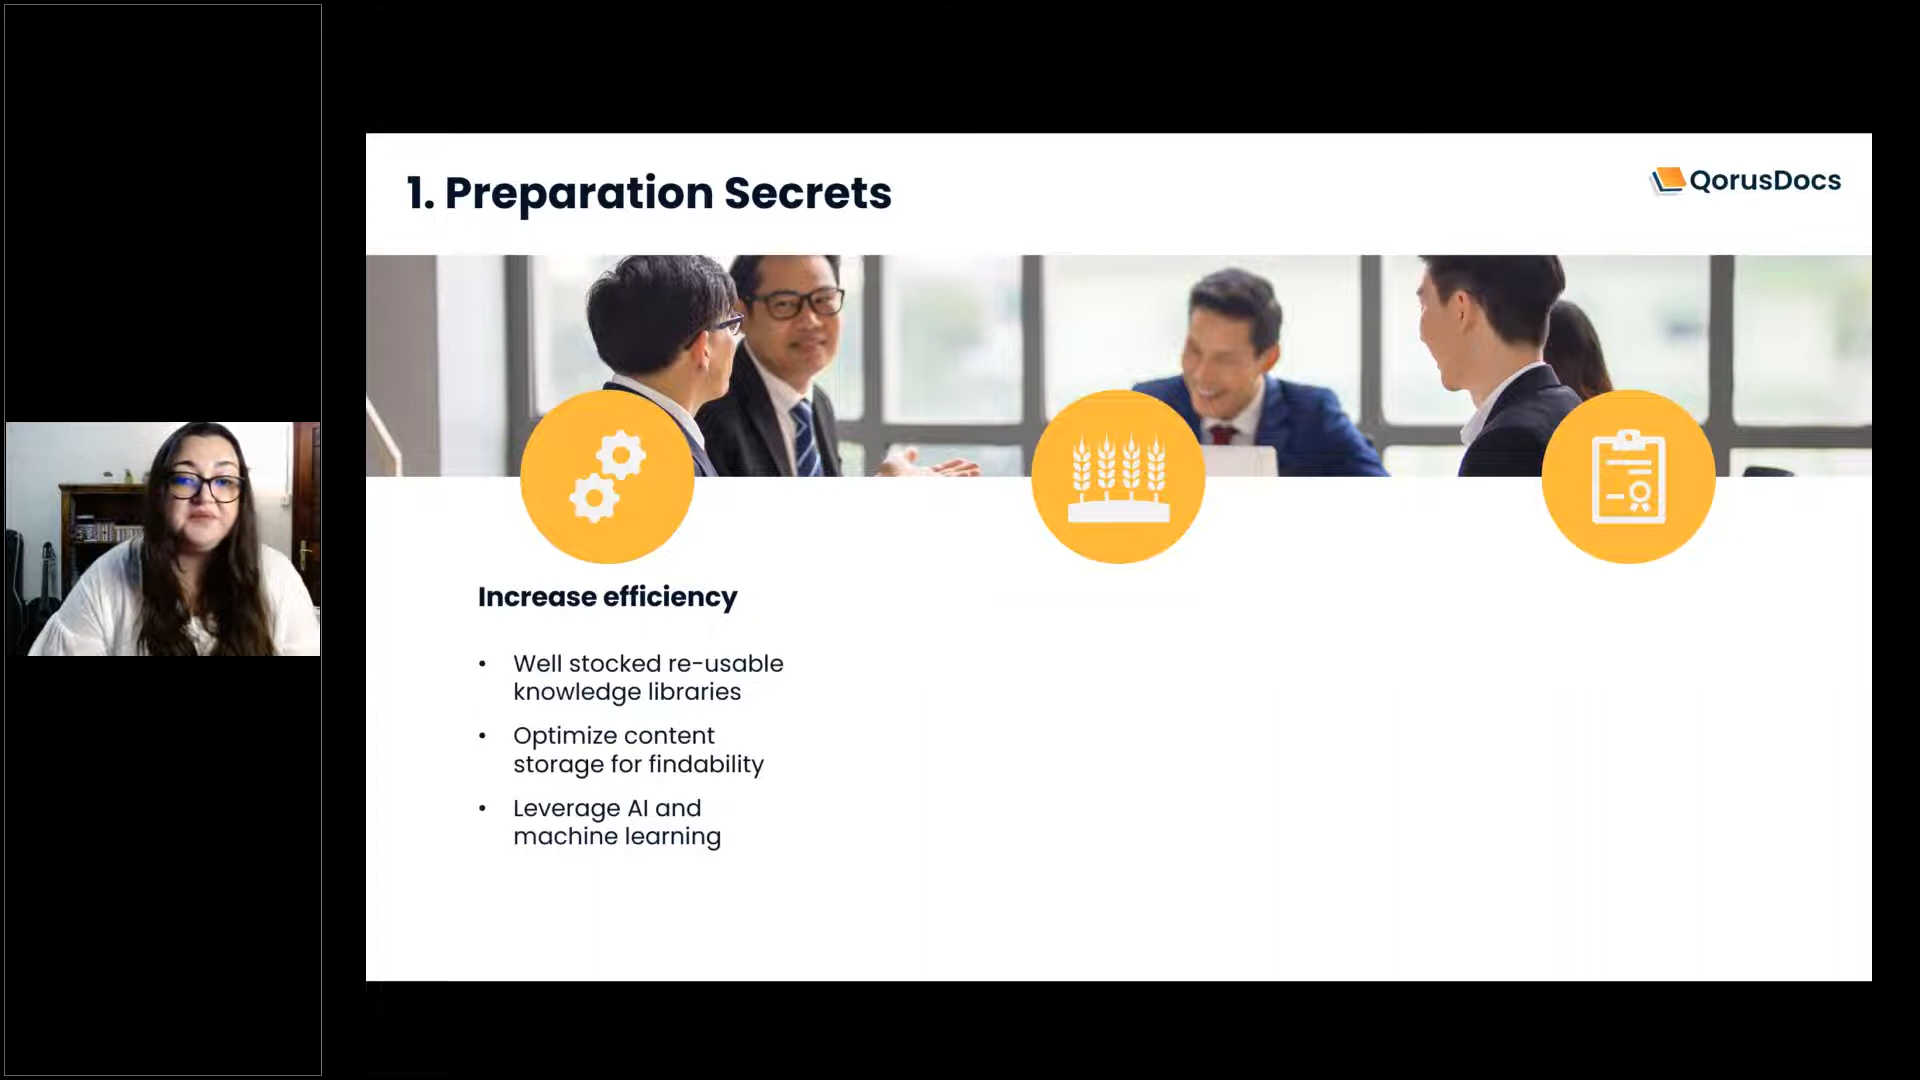 1. Preparation Secrets
QorusDocs
Increase efficiency
• Well stocked re-usable
knowledge libraries
• Optimize content
storage for findability
• Leverage AI and
machine learning